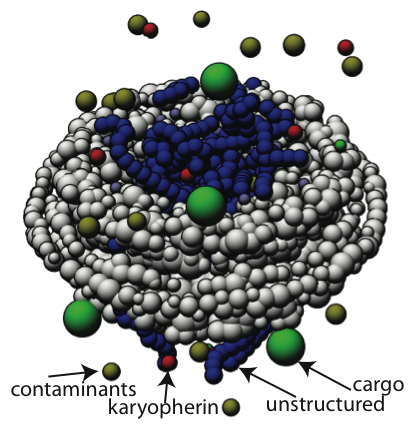 contaminants
karyopherin
unstructured
cargo